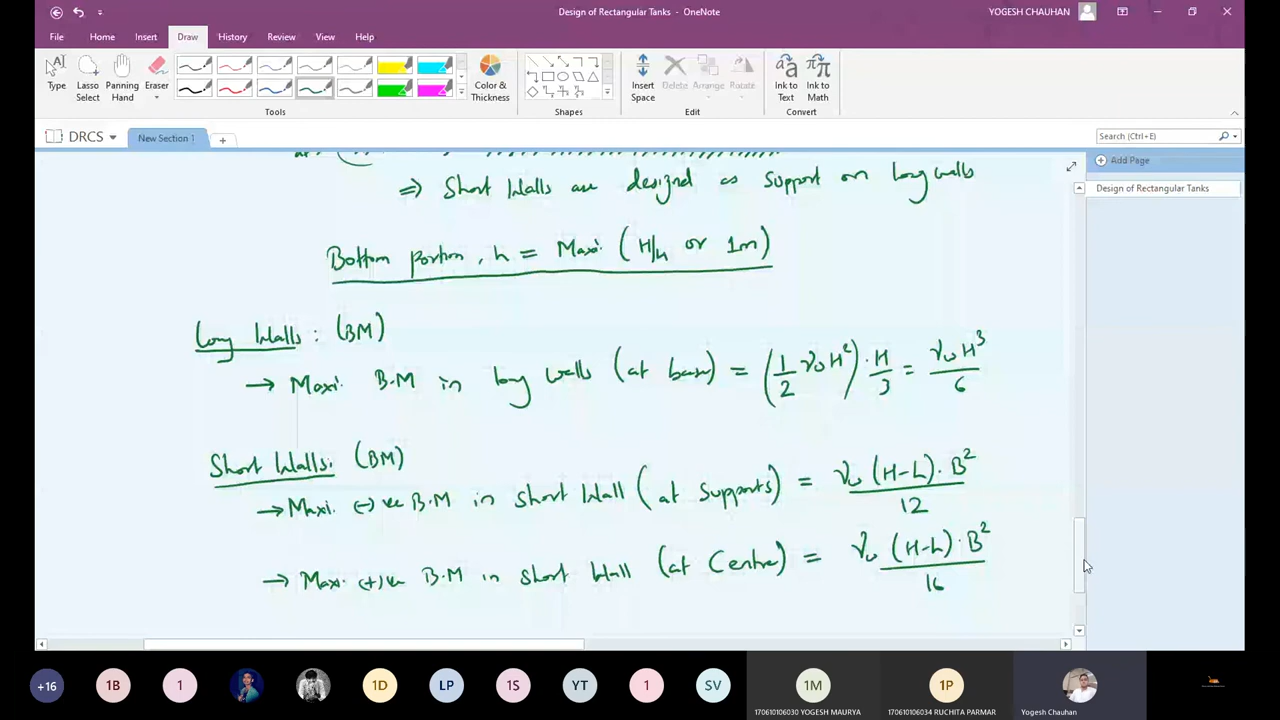 Design of Rectangular Tanks - OneNote
YOGESH CHAUHAN
File Home Insert Draw History Review View Help
Type
Lasso Select
Panning Hand
Eraser
Color & Thickness
Insert Space
Delete
Arrange
Rotate
Ink to Text
Ink to Math
Tools
Shapes
Edit
Convert
DRCS
New Section 1
Search (Ctrl+E)
Add Page
Design of Rectangular Tanks
⇒ Short Walls are designed as support on long walls
Bottom portion, h = Maxi (H/4 or 1m)
Long Walls : (BM)
→ Maxi. B.M in long walls (at base) = (1/2 γw H²) · H/3 = γw H³/6
Short Walls: (BM)
→ Maxi (-)ve B.M in short Wall (at supports) = γw (H-h) · B²/12
→ Maxi. (+)ve B.M in short Wall (at Centre) = γw (H-h) · B²/16
+16 1B 1 1D LP 1S YT 1 SV 1M 1P
170610106030 YOGESH MAURYA
170610106034 RUCHITA PARMAR
Yogesh Chauhan